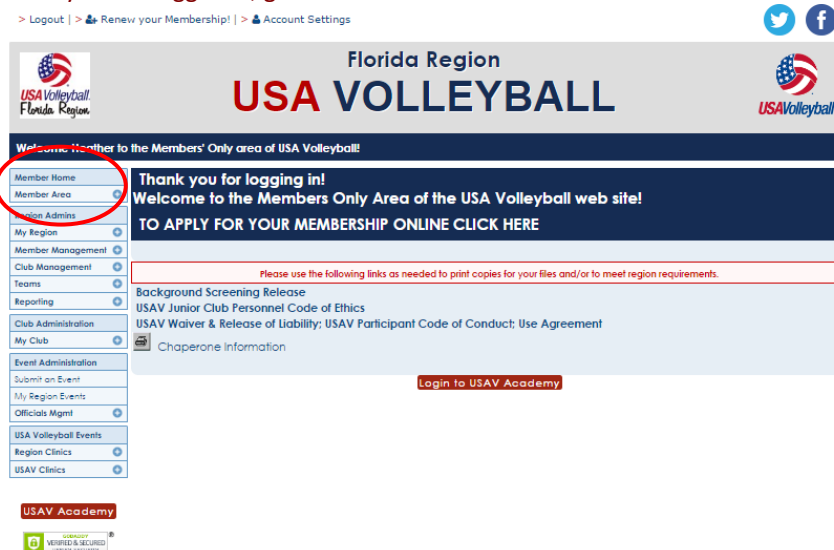 > Logout | > Renew your Membership! | > Account Settings
Florida Region
USA VOLLEYBALL
USA Volleyball.
Florida Region
USAVolleyball
Welcome Heather to the Members' Only area of USA Volleyball!
Member Home
Member Area
Region Admins
My Region
Member Management
Club Management
Teams
Reporting
Club Administration
My Club
Event Administration
Submit an Event
My Region Events
Officials Mgmt
USA Volleyball Events
Region Clinics
USAV Clinics
USAV Academy
VERIFIED & SECURED
Thank you for logging in!
Welcome to the Members Only Area of the USA Volleyball web site!
TO APPLY FOR YOUR MEMBERSHIP ONLINE CLICK HERE
Please use the following links as needed to print copies for your files and/or to meet region requirements.
Background Screening Release
USAV Junior Club Personnel Code of Ethics
USAV Waiver & Release of Liability; USAV Participant Code of Conduct; Use Agreement
Chaperone Information
Login to USAV Academy